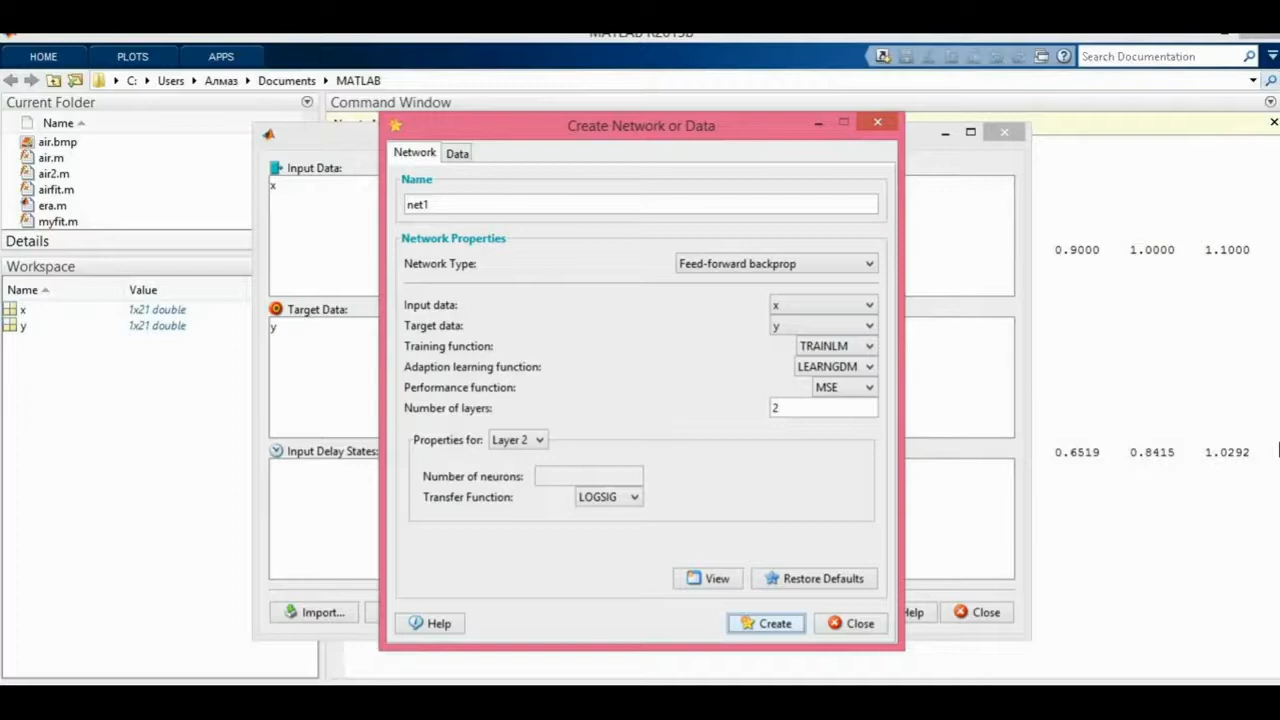 MATLAB R2015b
HOME PLOTS APPS Search Documentation
C: Users Алмаз Documents MATLAB
Current Folder
Name
air.bmp
air.m
air2.m
airfit.m
era.m
myfit.m
Details
Workspace
Name Value
x 1x21 double
y 1x21 double
Command Window
Input Data:
x
Target Data:
y
Input Delay States:
Import...
Help
Close
Create Network or Data
Network Data
Name
net1
Network Properties
Network Type: Feed-forward backprop
Input data: x
Target data: y
Training function: TRAINLM
Adaption learning function: LEARNGDM
Performance function: MSE
Number of layers: 2
Properties for: Layer 2
Number of neurons:
Transfer Function: LOGSIG
View Restore Defaults
Help Create Close
0.9000 1.0000 1.1000
0.6519 0.8415 1.0292